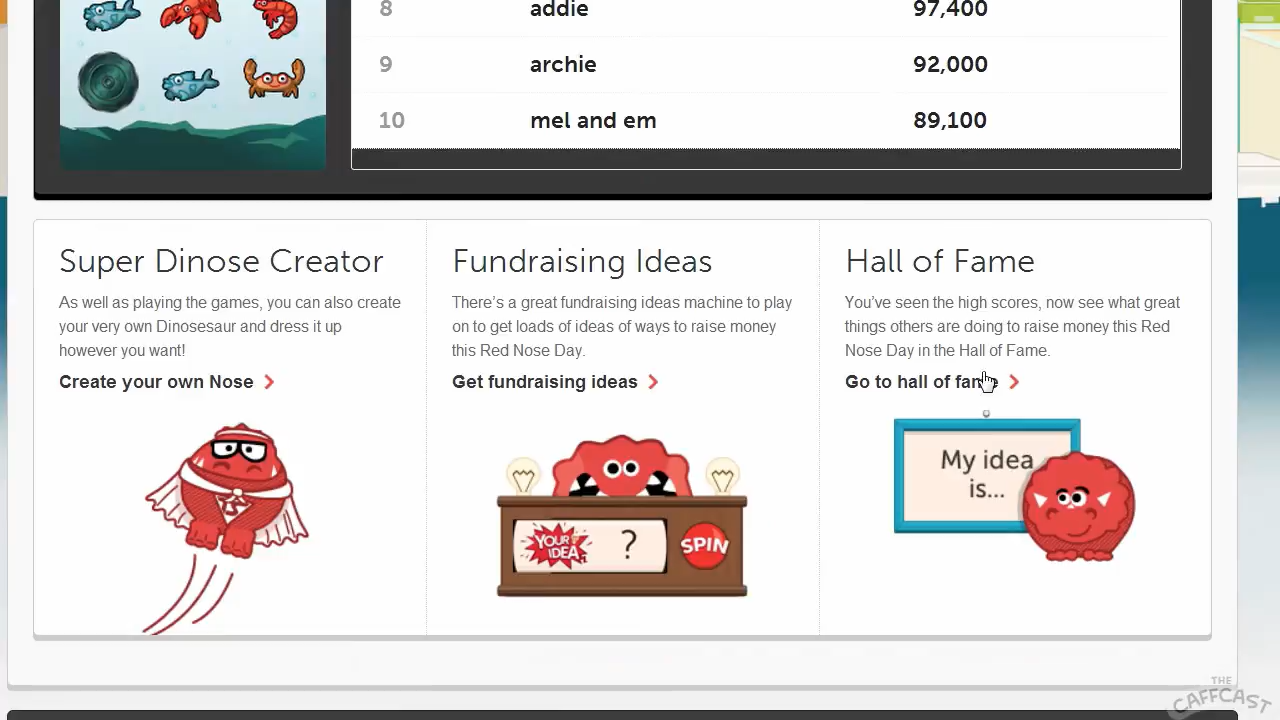 8 addie 97,400
9 archie 92,000
10 mel and em 89,100
Super Dinose Creator
As well as playing the games, you can also create
your very own Dinosesaur and dress it up
however you want!
Create your own Nose
Fundraising Ideas
There's a great fundraising ideas machine to play
on to get loads of ideas of ways to raise money
this Red Nose Day.
Get fundraising ideas
YOUR
IDEA
?
SPIN
Hall of Fame
You've seen the high scores, now see what great
things others are doing to raise money this Red
Nose Day in the Hall of Fame.
Go to hall of fame
My idea
is...
THE
CAFFCAST